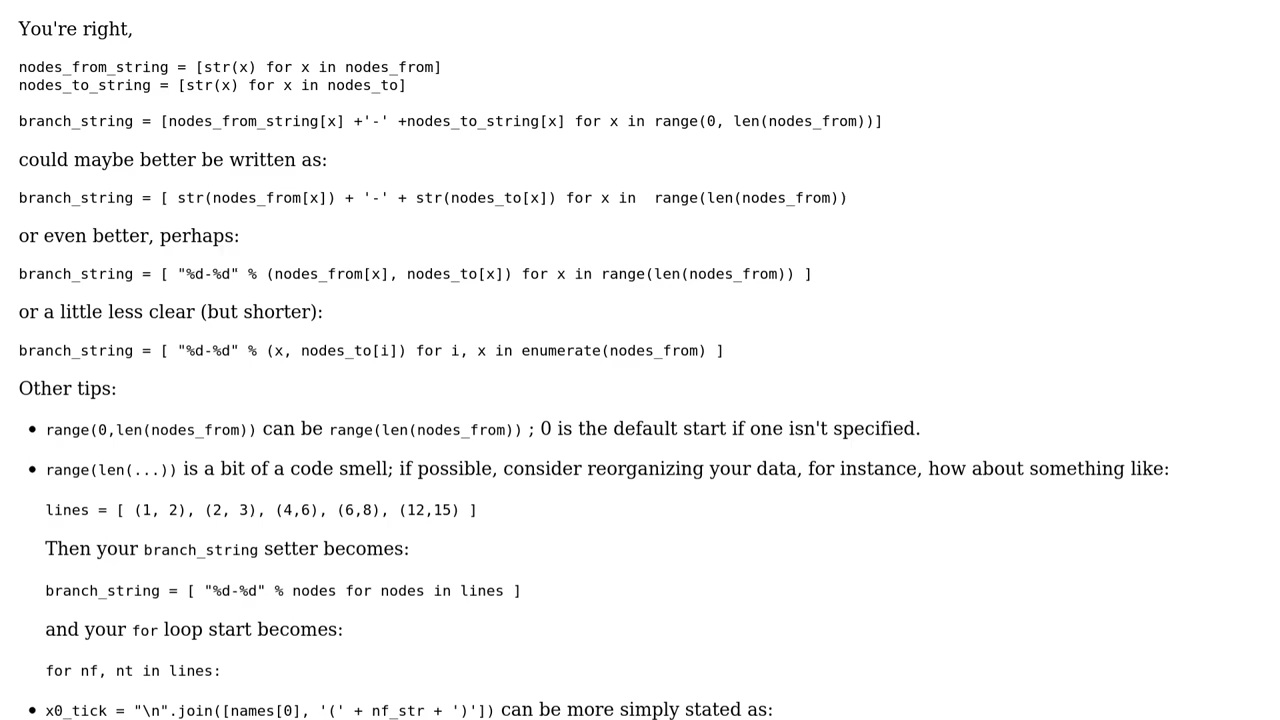 You're right,
nodes_from_string = [str(x) for x in nodes_from]
nodes_to_string = [str(x) for x in nodes_to]
branch_string = [nodes_from_string[x] +'-' +nodes_to_string[x] for x in range(0, len(nodes_from))]
could maybe better be written as:
branch_string = [ str(nodes_from[x]) + '-' + str(nodes_to[x]) for x in  range(len(nodes_from))
or even better, perhaps:
branch_string = [ "%d-%d" % (nodes_from[x], nodes_to[x]) for x in range(len(nodes_from)) ]
or a little less clear (but shorter):
branch_string = [ "%d-%d" % (x, nodes_to[i]) for i, x in enumerate(nodes_from) ]
Other tips:
• range(0,len(nodes_from)) can be range(len(nodes_from)) ; 0 is the default start if one isn't specified.
• range(len(...)) is a bit of a code smell; if possible, consider reorganizing your data, for instance, how about something like:
lines = [ (1, 2), (2, 3), (4,6), (6,8), (12,15) ]
Then your branch_string setter becomes:
branch_string = [ "%d-%d" % nodes for nodes in lines ]
and your for loop start becomes:
for nf, nt in lines:
• x0_tick = "\n".join([names[0], '(' + nf_str + ')']) can be more simply stated as: